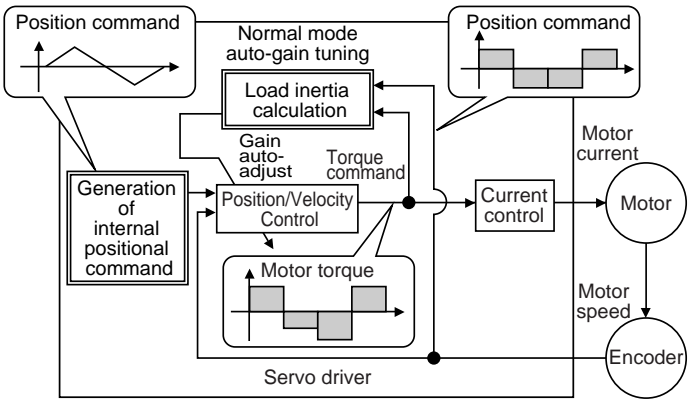 Position command
Normal mode
auto-gain tuning
Position command
Load inertia
calculation
Gain
auto-
adjust
Torque
command
Motor
current
Generation
of
internal
positional
command
Position/Velocity
Control
Current
control
Motor
Motor torque
Motor
speed
Encoder
Servo driver